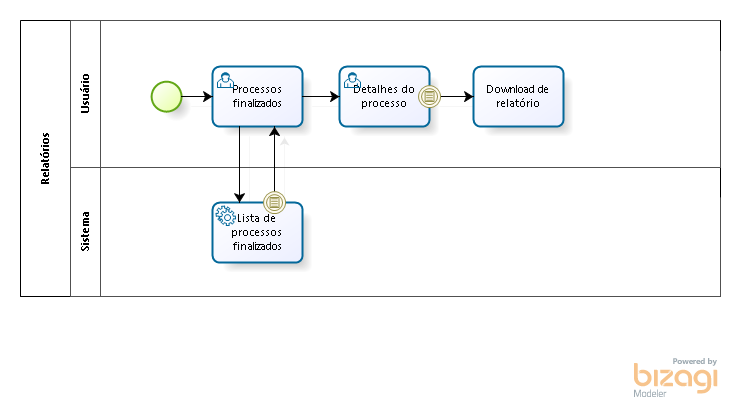 Relatórios
Usuário
Processos
finalizados
Detalhes do
processo
Download de
relatório
Sistema
Lista de
processos
finalizados
Powered by
bizagi
Modeler